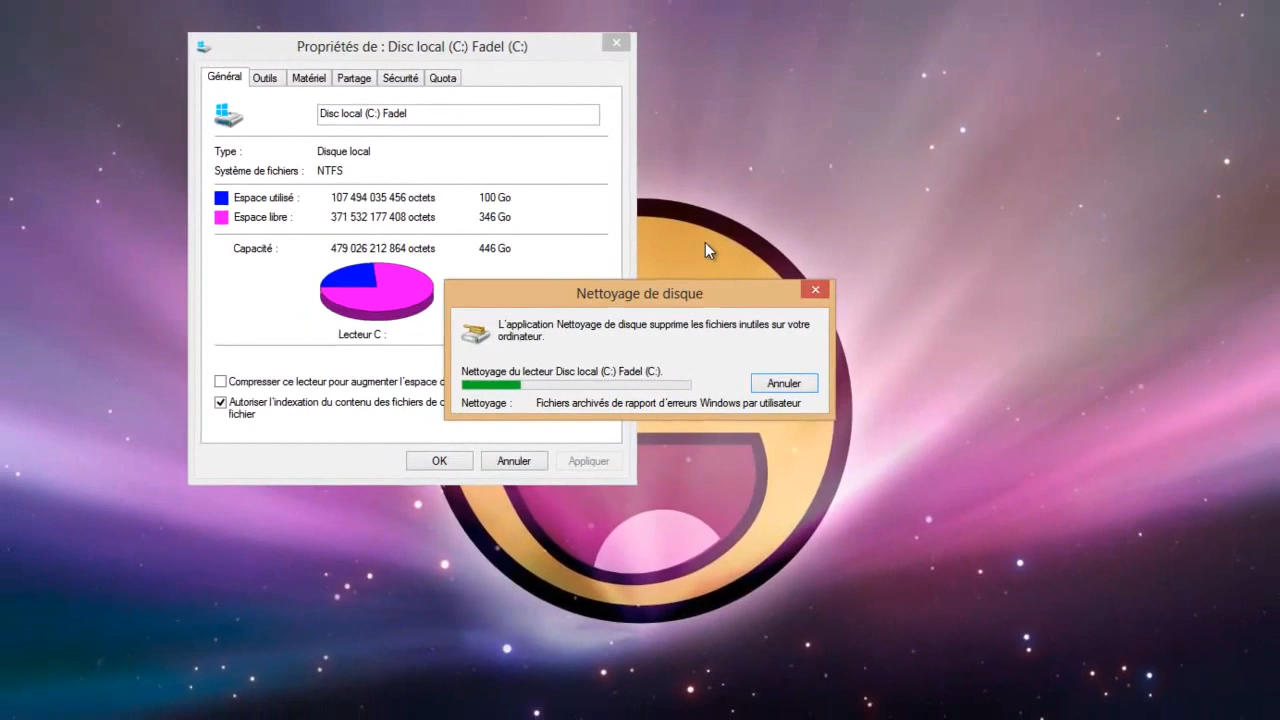 Propriétés de : Disc local (C:) Fadel (C:)
Général Outils Matériel Partage Sécurité Quota
Disc local (C:) Fadel
Type : Disque local
Système de fichiers : NTFS
Espace utilisé : 107 494 035 456 octets 100 Go
Espace libre : 371 532 177 408 octets 346 Go
Capacité : 479 026 212 864 octets 446 Go
Lecteur C :
Compresser ce lecteur pour augmenter l'espace
Autoriser l'indexation du contenu des fichiers de
fichier
OK Annuler Appliquer
Nettoyage de disque
L'application Nettoyage de disque supprime les fichiers inutiles sur votre
ordinateur.
Nettoyage du lecteur Disc local (C:) Fadel (C:).
Annuler
Nettoyage : Fichiers archivés de rapport d'erreurs Windows par utilisateur